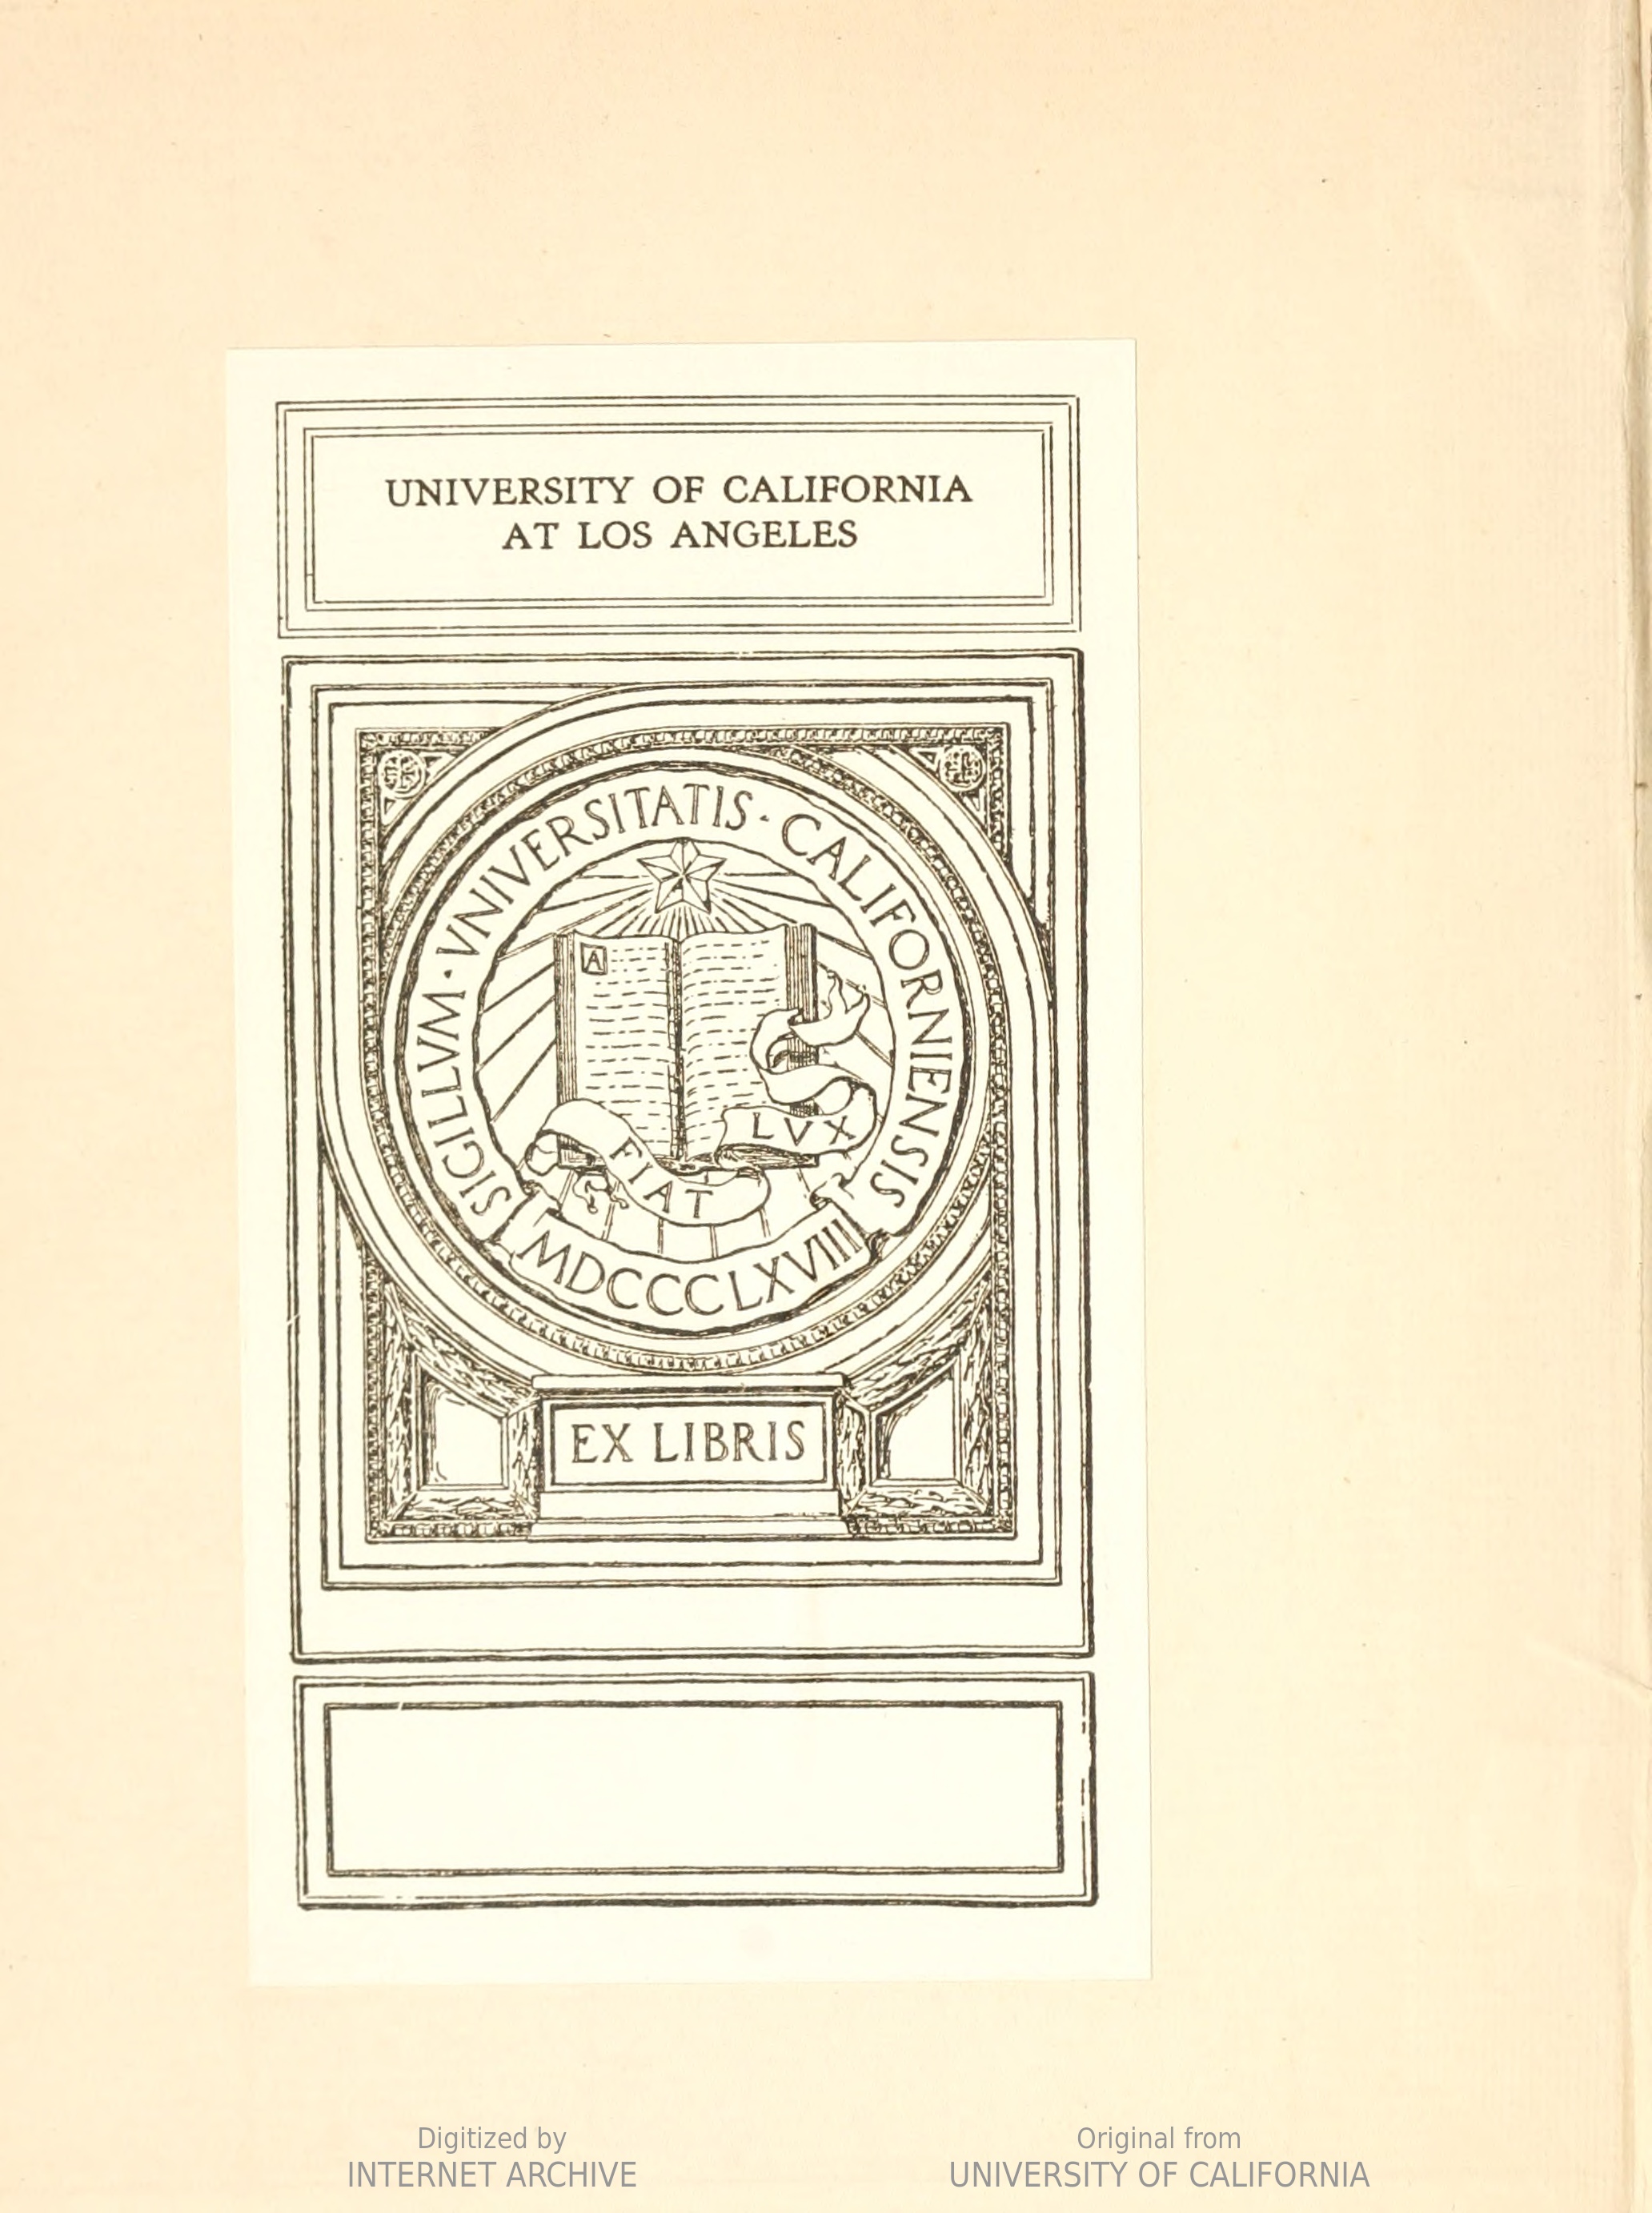 UNIVERSITY OF CALIFORNIA
AT LOS ANGELES
SIGILLVM · VNIVERSITATIS · CALIFORNIENSIS
A
FIAT
LVX
MDCCCLXVIIII
EX LIBRIS
Digitized by
INTERNET ARCHIVE
Original from
UNIVERSITY OF CALIFORNIA